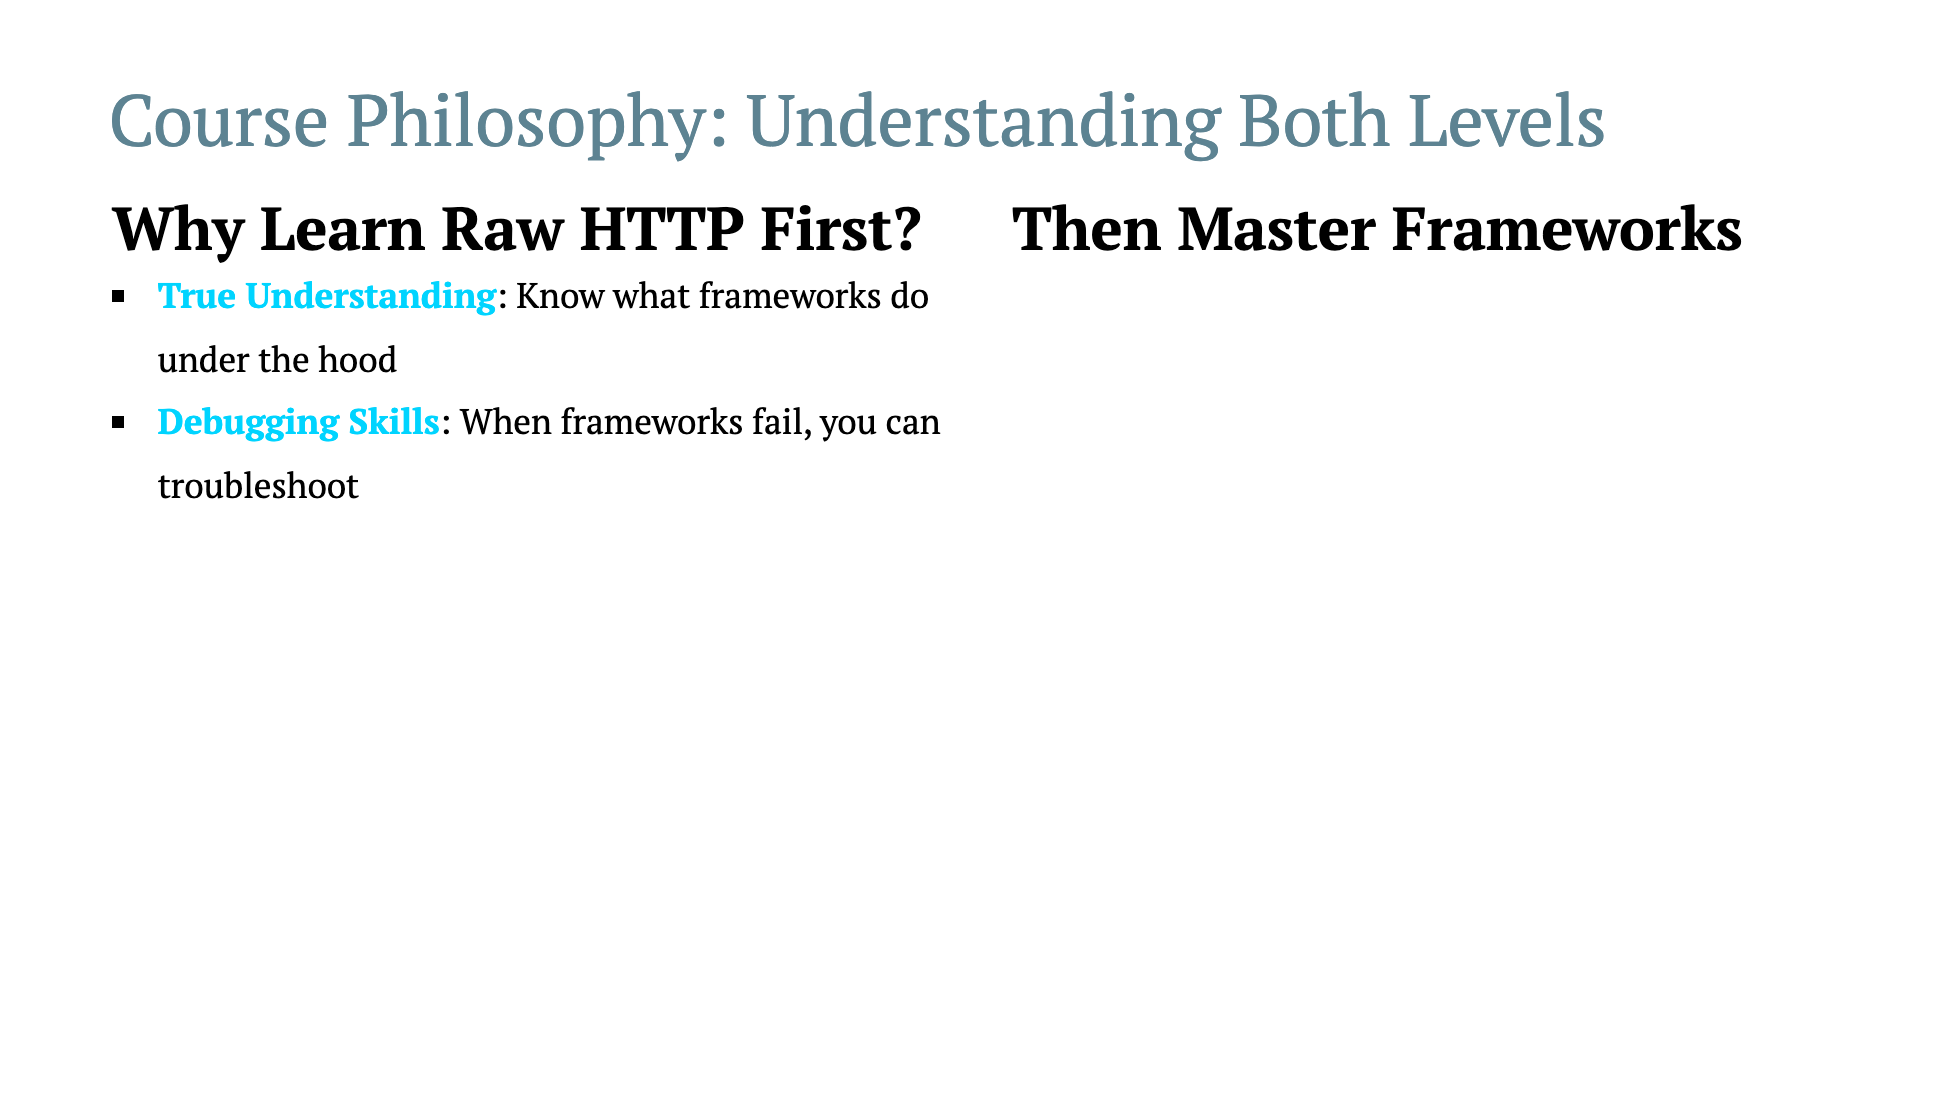 Course Philosophy: Understanding Both Levels
Why Learn Raw HTTP First?
▪ True Understanding: Know what frameworks do
under the hood
▪ Debugging Skills: When frameworks fail, you can
troubleshoot
Then Master Frameworks